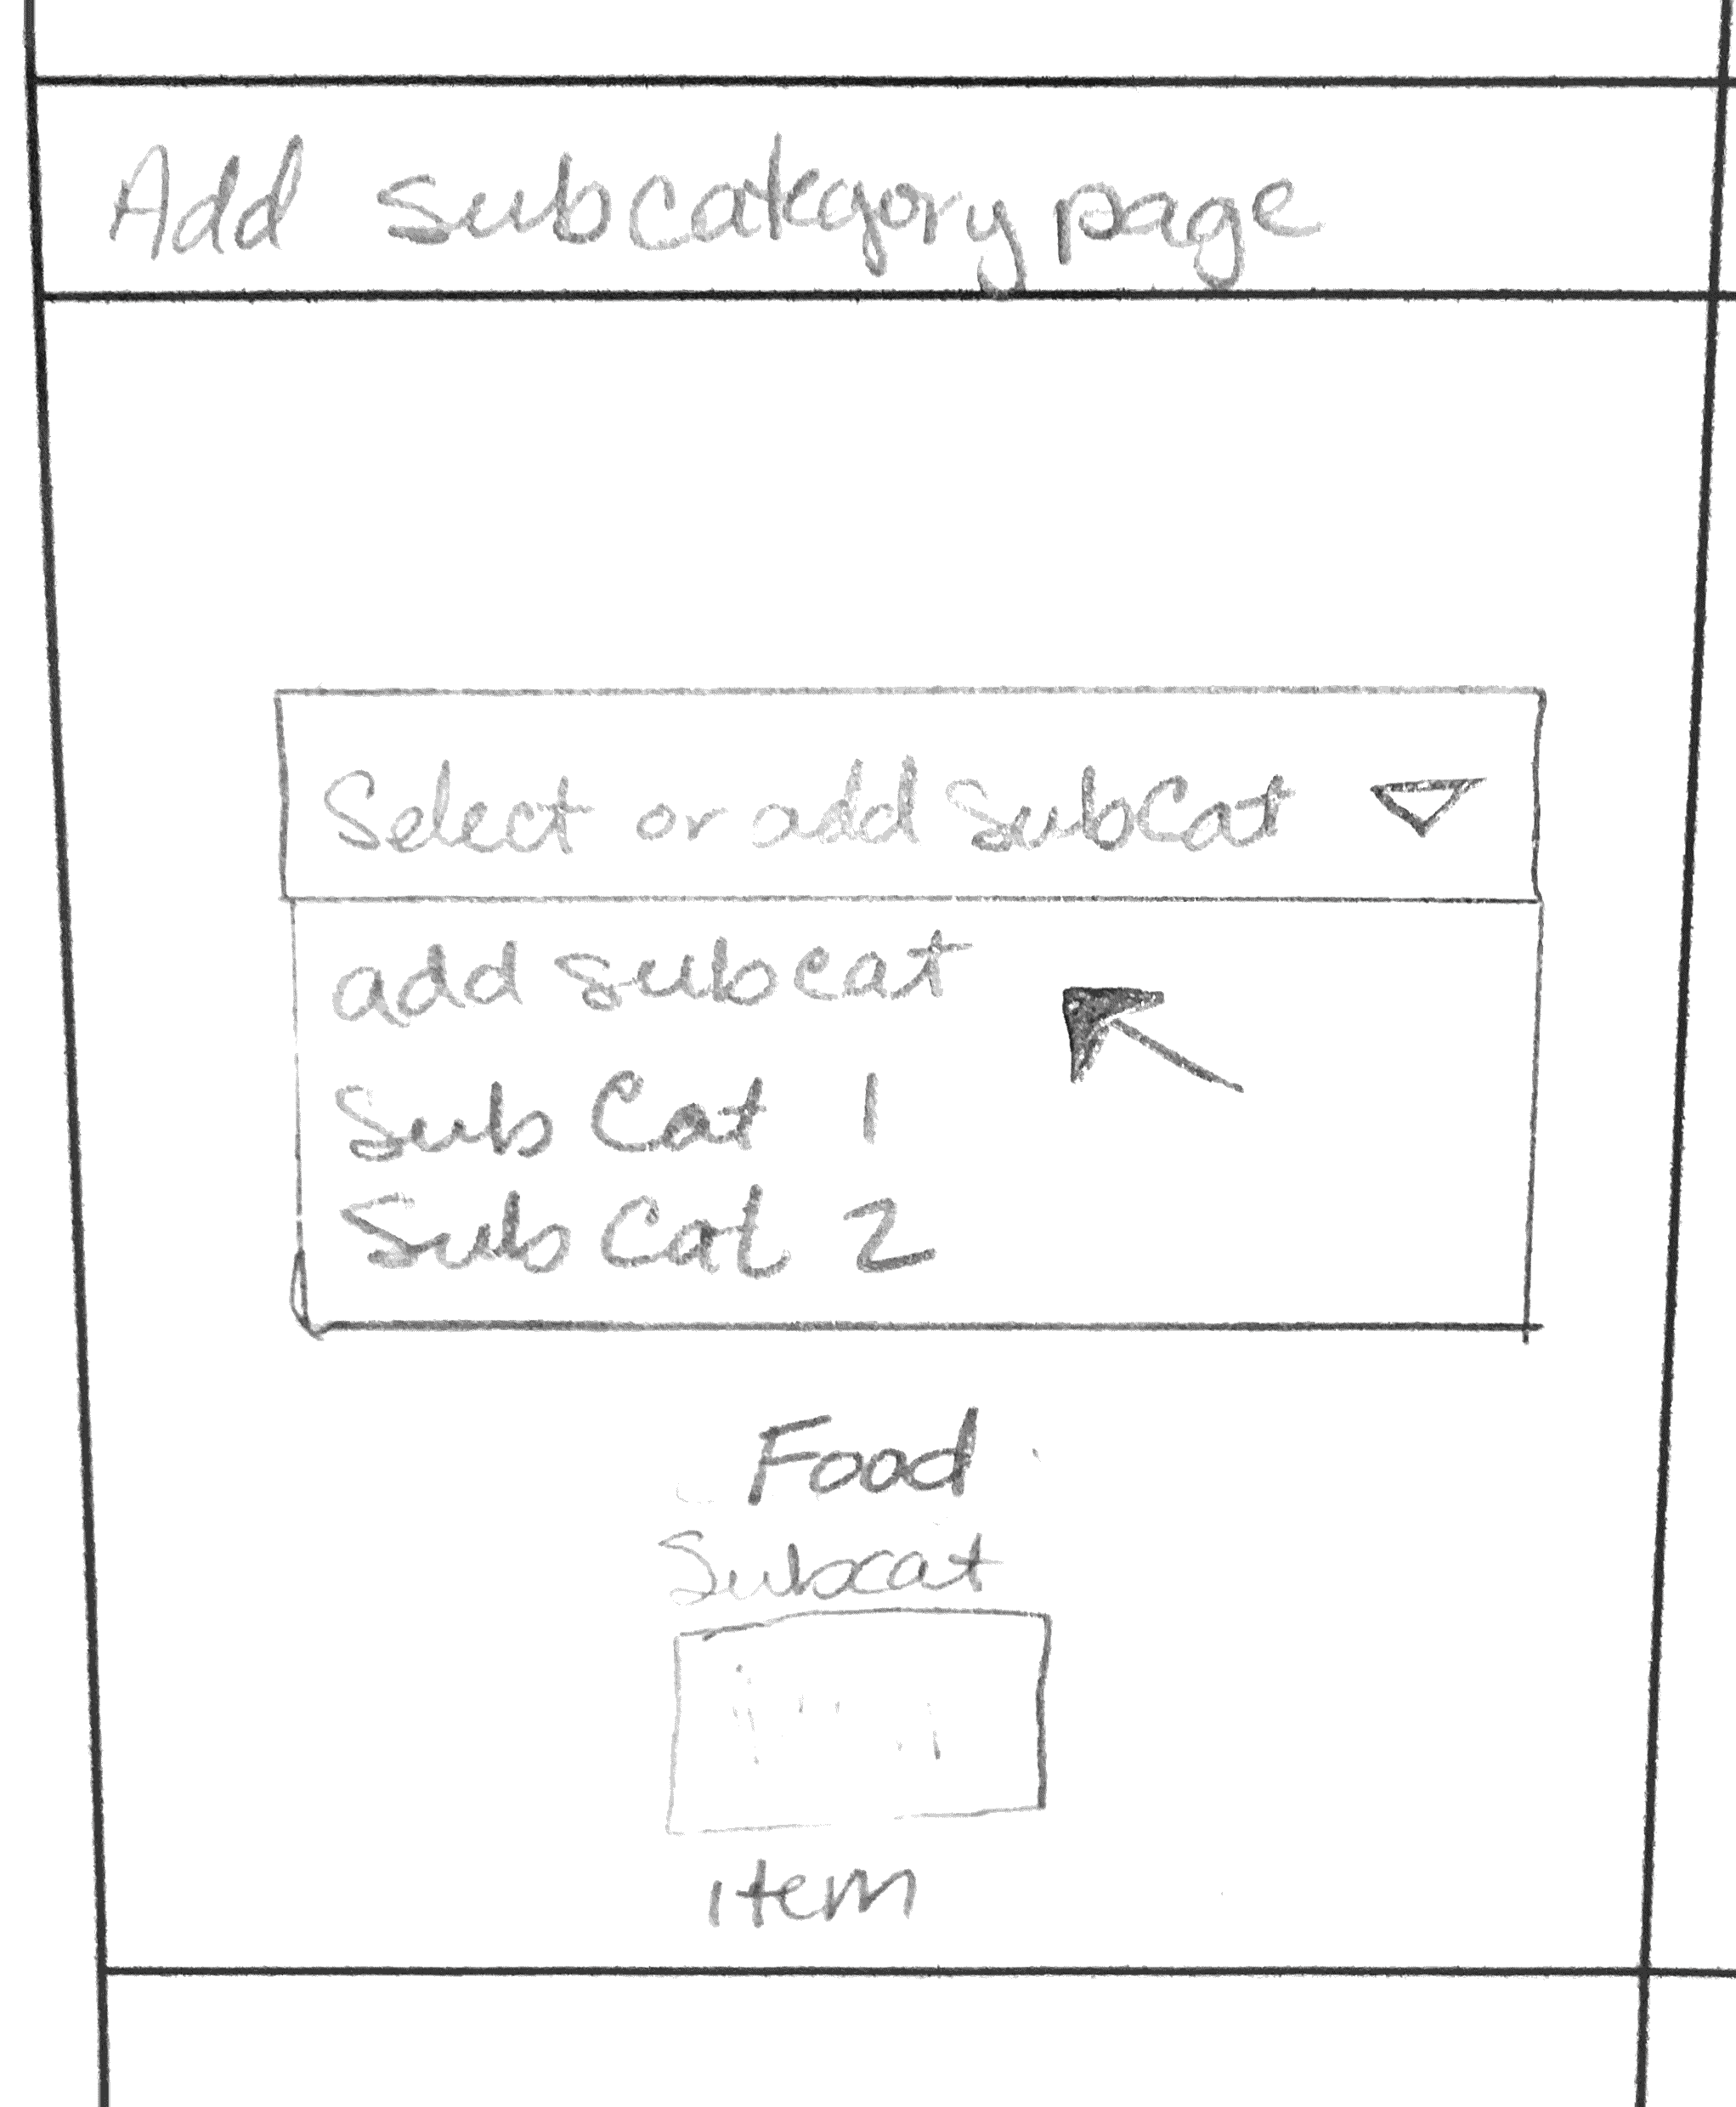 Add subcategory page
Select or add SubCat
add subcat
Sub Cat 1
Sub Cat 2
Food
Subcat
item